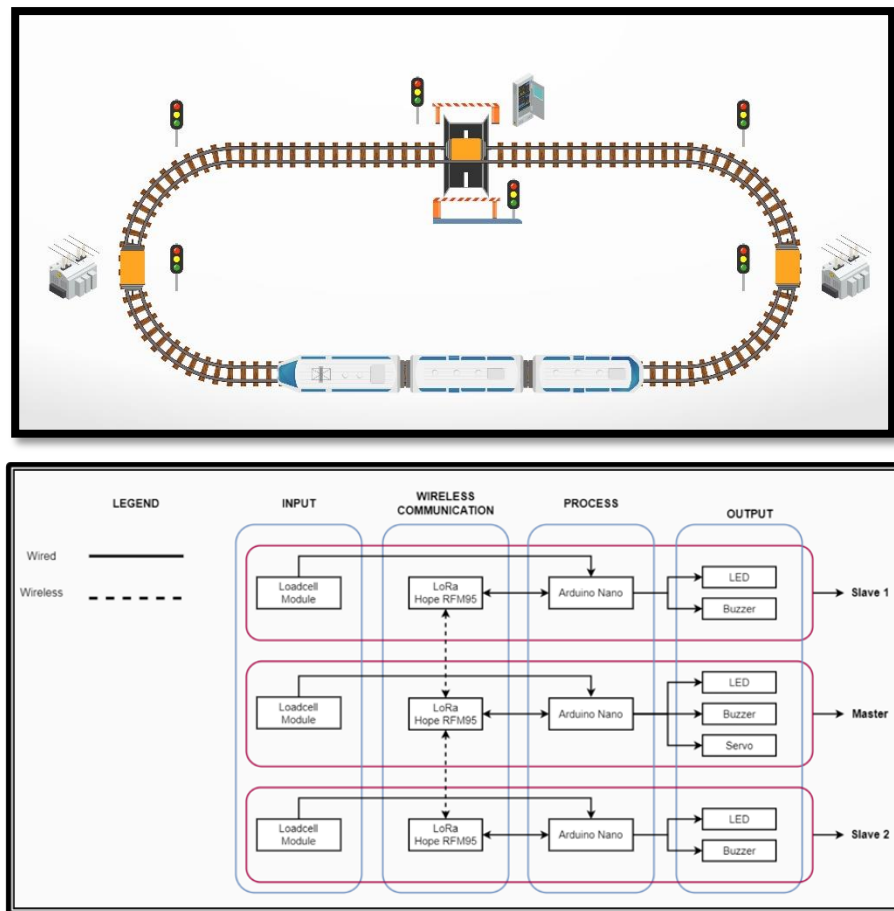 LEGEND
INPUT
WIRELESS
COMMUNICATION
PROCESS
OUTPUT
Wired
Wireless
Loadcell
Module
LoRa
Hope RFM95
Arduino Nano
LED
Buzzer
Slave 1
Loadcell
Module
LoRa
Hope RFM95
Arduino Nano
LED
Buzzer
Servo
Master
Loadcell
Module
LoRa
Hope RFM95
Arduino Nano
LED
Buzzer
Slave 2